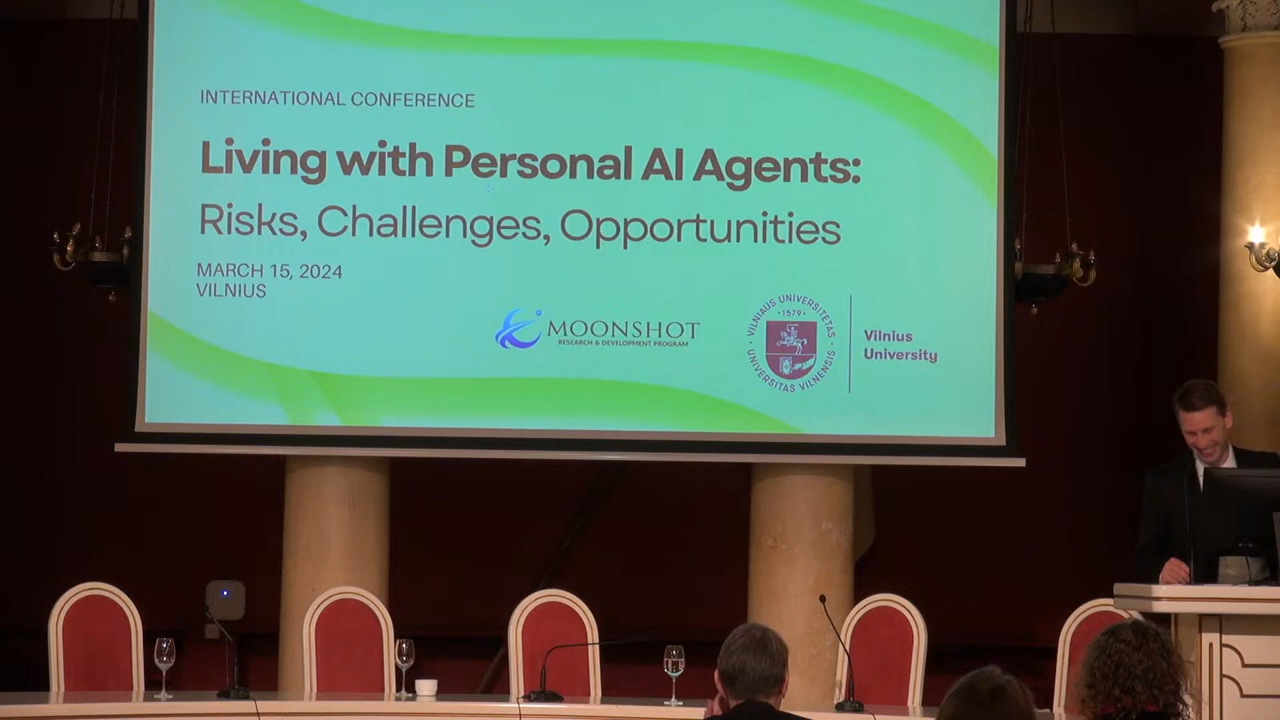 INTERNATIONAL CONFERENCE
Living with Personal AI Agents:
Risks, Challenges, Opportunities
MARCH 15, 2024
VILNIUS
MOONSHOT
RESEARCH & DEVELOPMENT PROGRAM
VILNIAUS UNIVERSITETAS
1579
UNIVERSITAS VILNENSIS
Vilnius
University